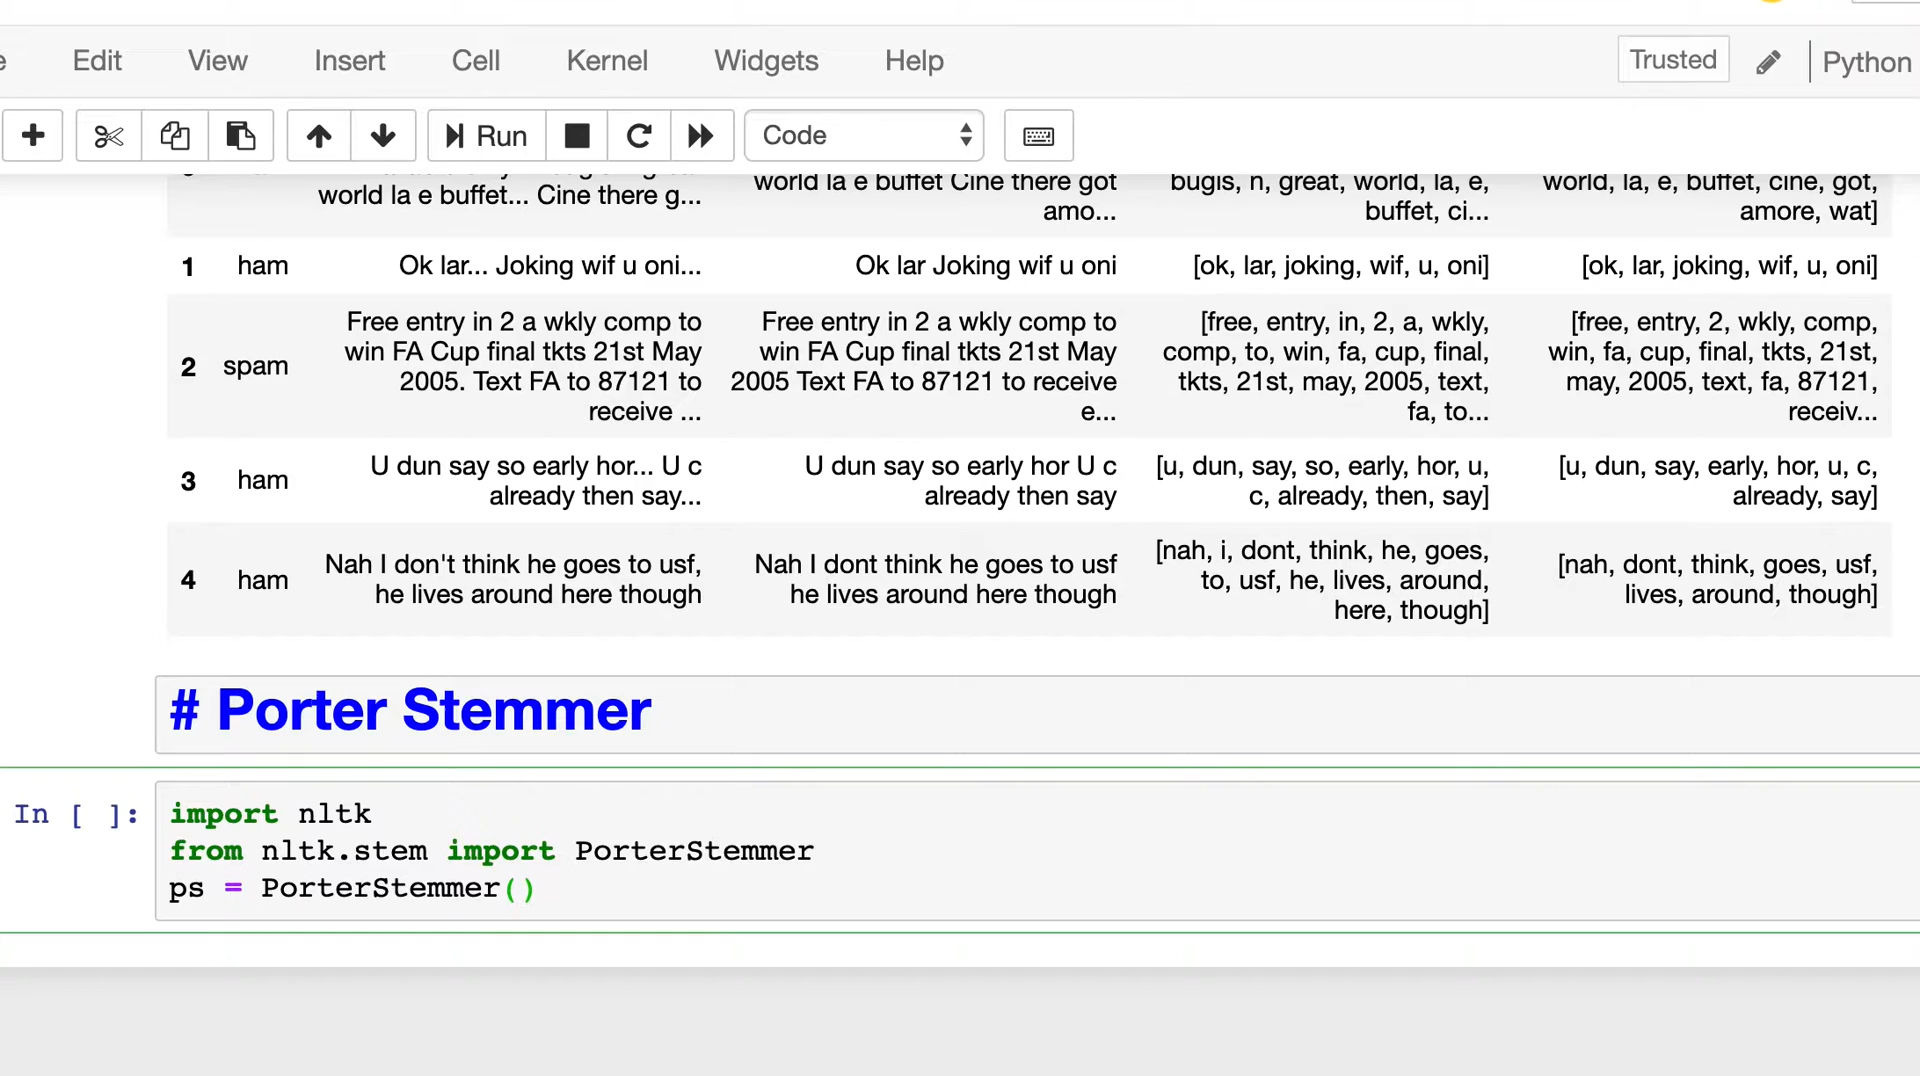 Edit View Insert Cell Kernel Widgets Help Trusted Python
Run Code
world la e buffet... Cine there g... world la e buffet Cine there got amo... bugis, n, great, world, la, e, buffet, ci... world, la, e, buffet, cine, got, amore, wat]
1 ham Ok lar... Joking wif u oni... Ok lar Joking wif u oni [ok, lar, joking, wif, u, oni] [ok, lar, joking, wif, u, oni]
2 spam
Free entry in 2 a wkly comp to
win FA Cup final tkts 21st May
2005. Text FA to 87121 to
receive ...
Free entry in 2 a wkly comp to
win FA Cup final tkts 21st May
2005 Text FA to 87121 to receive
e...
[free, entry, in, 2, a, wkly,
comp, to, win, fa, cup, final,
tkts, 21st, may, 2005, text,
fa, to...
[free, entry, 2, wkly, comp,
win, fa, cup, final, tkts, 21st,
may, 2005, text, fa, 87121,
receiv...
3 ham
U dun say so early hor... U c
already then say...
U dun say so early hor U c
already then say
[u, dun, say, so, early, hor, u,
c, already, then, say]
[u, dun, say, early, hor, u, c,
already, say]
4 ham
Nah I don't think he goes to usf,
he lives around here though
Nah I dont think he goes to usf
he lives around here though
[nah, i, dont, think, he, goes,
to, usf, he, lives, around,
here, though]
[nah, dont, think, goes, usf,
lives, around, though]
# Porter Stemmer
In [ ]:
import nltk
from nltk.stem import PorterStemmer
ps = PorterStemmer()